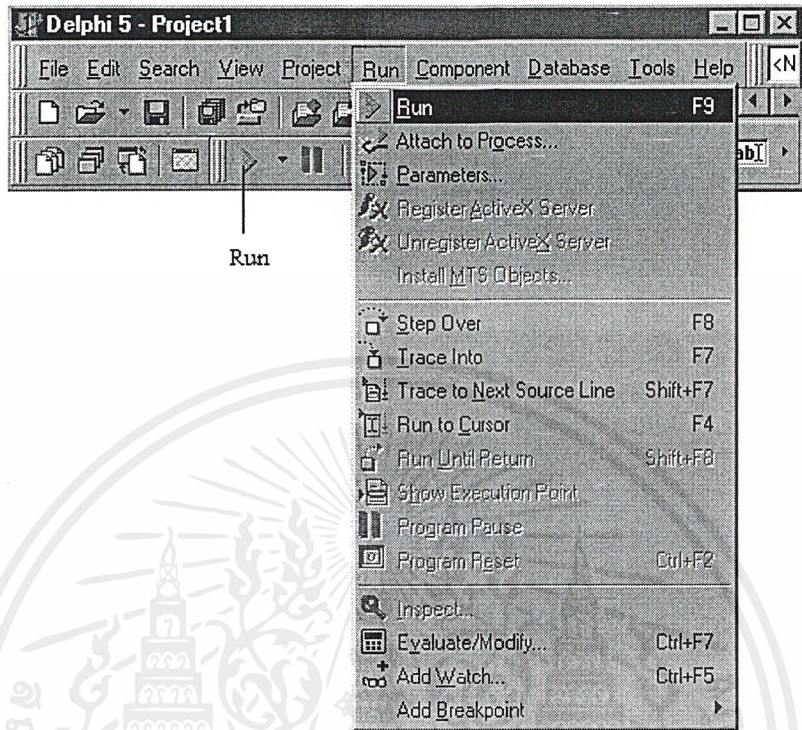 Delphi 5 - Project1
File Edit Search View Project Run Component Database Tools Help <N
Run F9
Attach to Process...
abI
Parameters...
Register ActiveX Server
Unregister ActiveX Server
Run
Install MTS Objects...
Step Over F8
Trace Into F7
Trace to Next Source Line Shift+F7
Run to Cursor F4
Run Until Return Shift+F8
Show Execution Point
Program Pause
Program Reset Ctrl+F2
Inspect...
Evaluate/Modify... Ctrl+F7
Add Watch... Ctrl+F5
Add Breakpoint